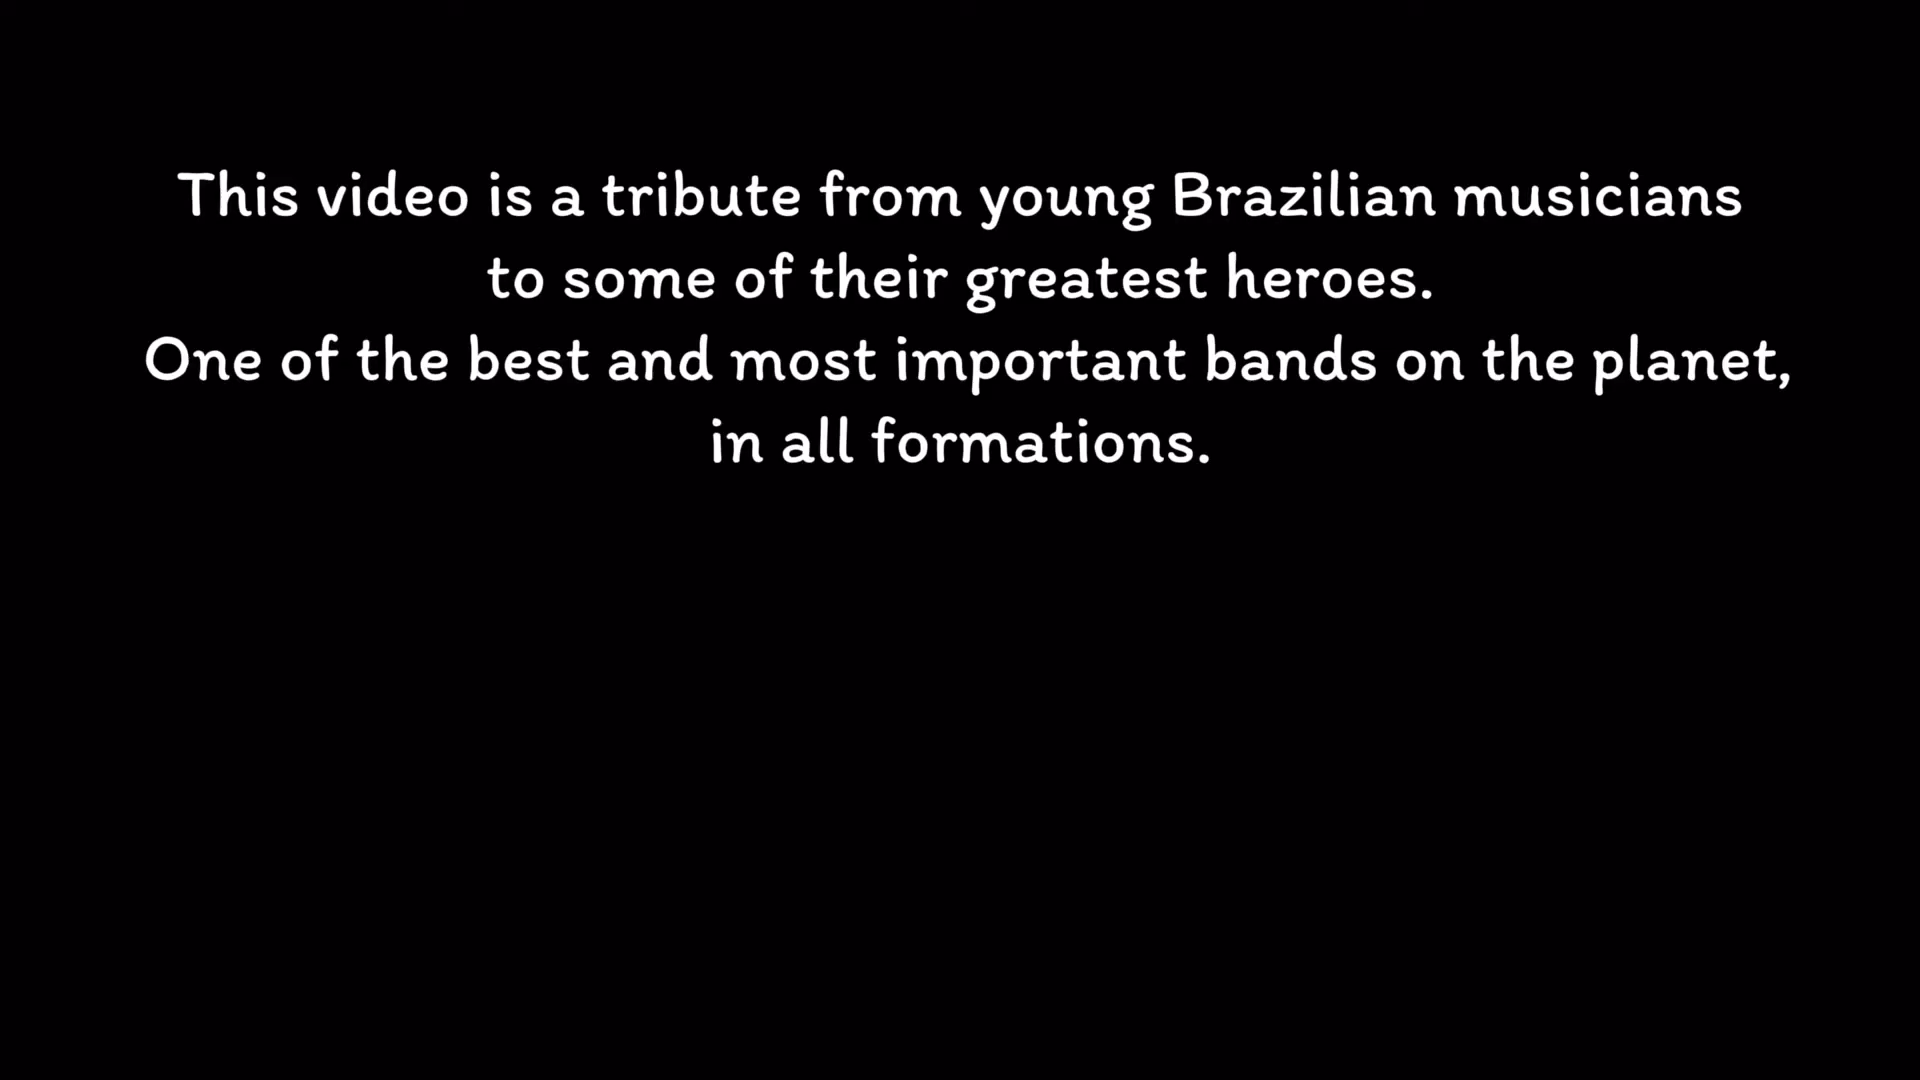 This video is a tribute from young Brazilian musicians
to some of their greatest heroes.
One of the best and most important bands on the planet,
in all formations.